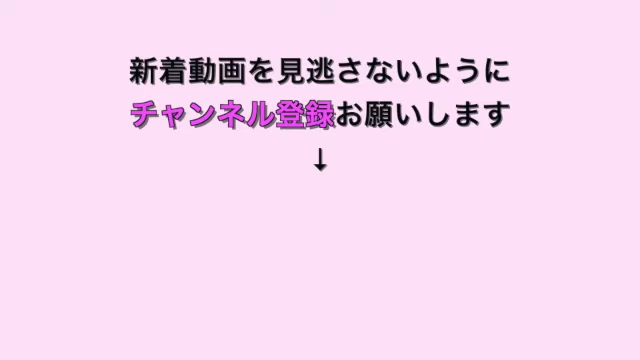 新着動画を見逃さないように
チャンネル登録お願いします
↓